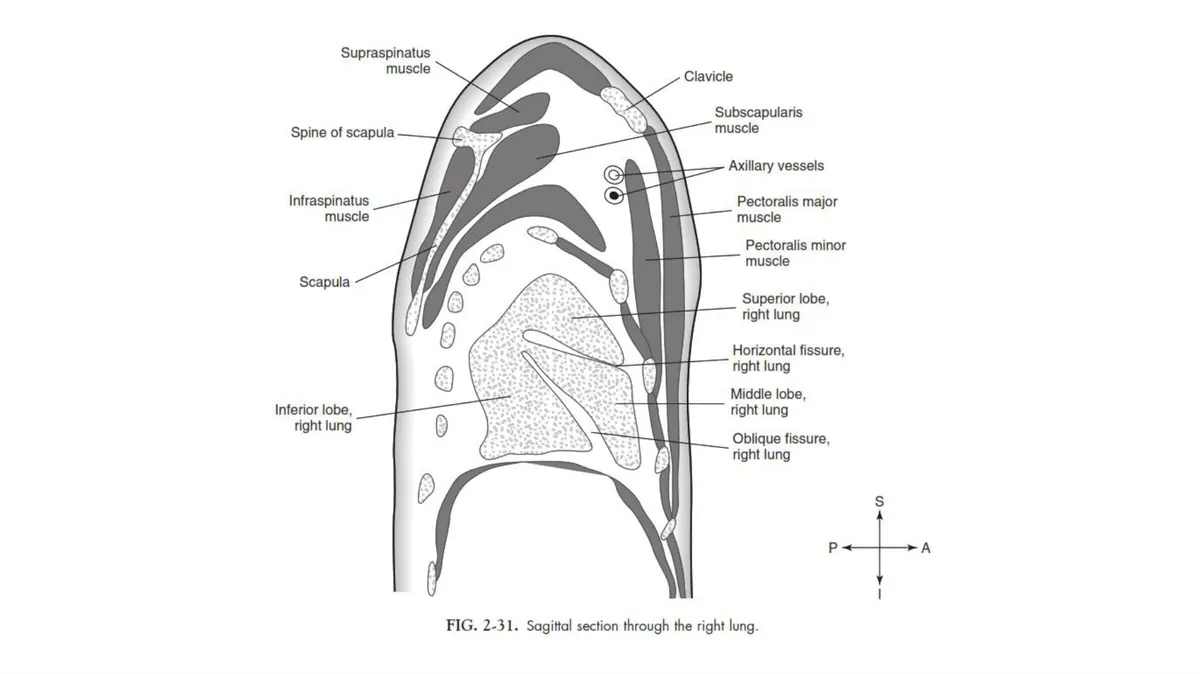 Supraspinatus
muscle
Spine of scapula
Infraspinatus
muscle
Scapula
Inferior lobe,
right lung
Clavicle
Subscapularis
muscle
Axillary vessels
Pectoralis major
muscle
Pectoralis minor
muscle
Superior lobe,
right lung
Horizontal fissure,
right lung
Middle lobe,
right lung
Oblique fissure,
right lung
S
P A
I
FIG. 2-31. Sagittal section through the right lung.